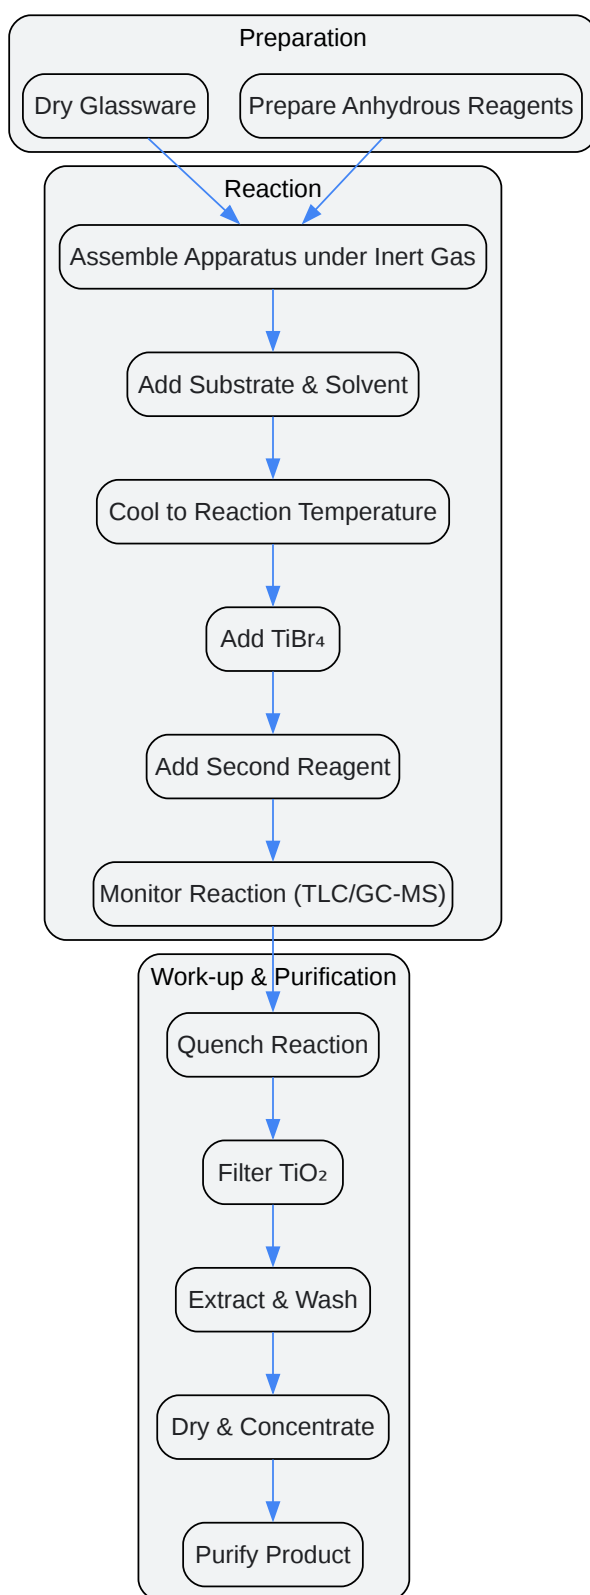 Preparation
Dry Glassware
Prepare Anhydrous Reagents
Reaction
Assemble Apparatus under Inert Gas
Add Substrate & Solvent
Cool to Reaction Temperature
Add TiBr₄
Add Second Reagent
Monitor Reaction (TLC/GC-MS)
Work-up & Purification
Quench Reaction
Filter TiO₂
Extract & Wash
Dry & Concentrate
Purify Product